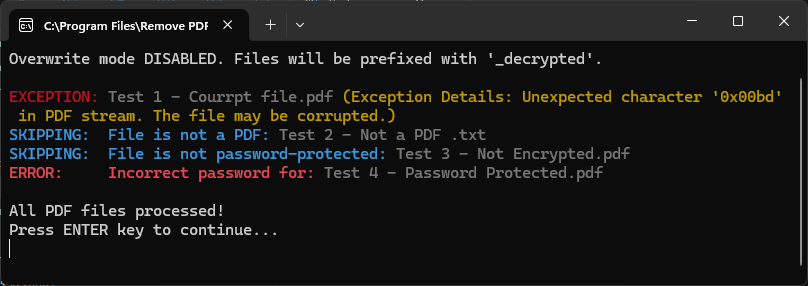 C:\Program Files\Remove PDF
Overwrite mode DISABLED. Files will be prefixed with '_decrypted'.
EXCEPTION: Test 1 - Courrpt file.pdf (Exception Details: Unexpected character '0x00bd'
in PDF stream. The file may be corrupted.)
SKIPPING: File is not a PDF: Test 2 - Not a PDF .txt
SKIPPING: File is not password-protected: Test 3 - Not Encrypted.pdf
ERROR: Incorrect password for: Test 4 - Password Protected.pdf
All PDF files processed!
Press ENTER key to continue...